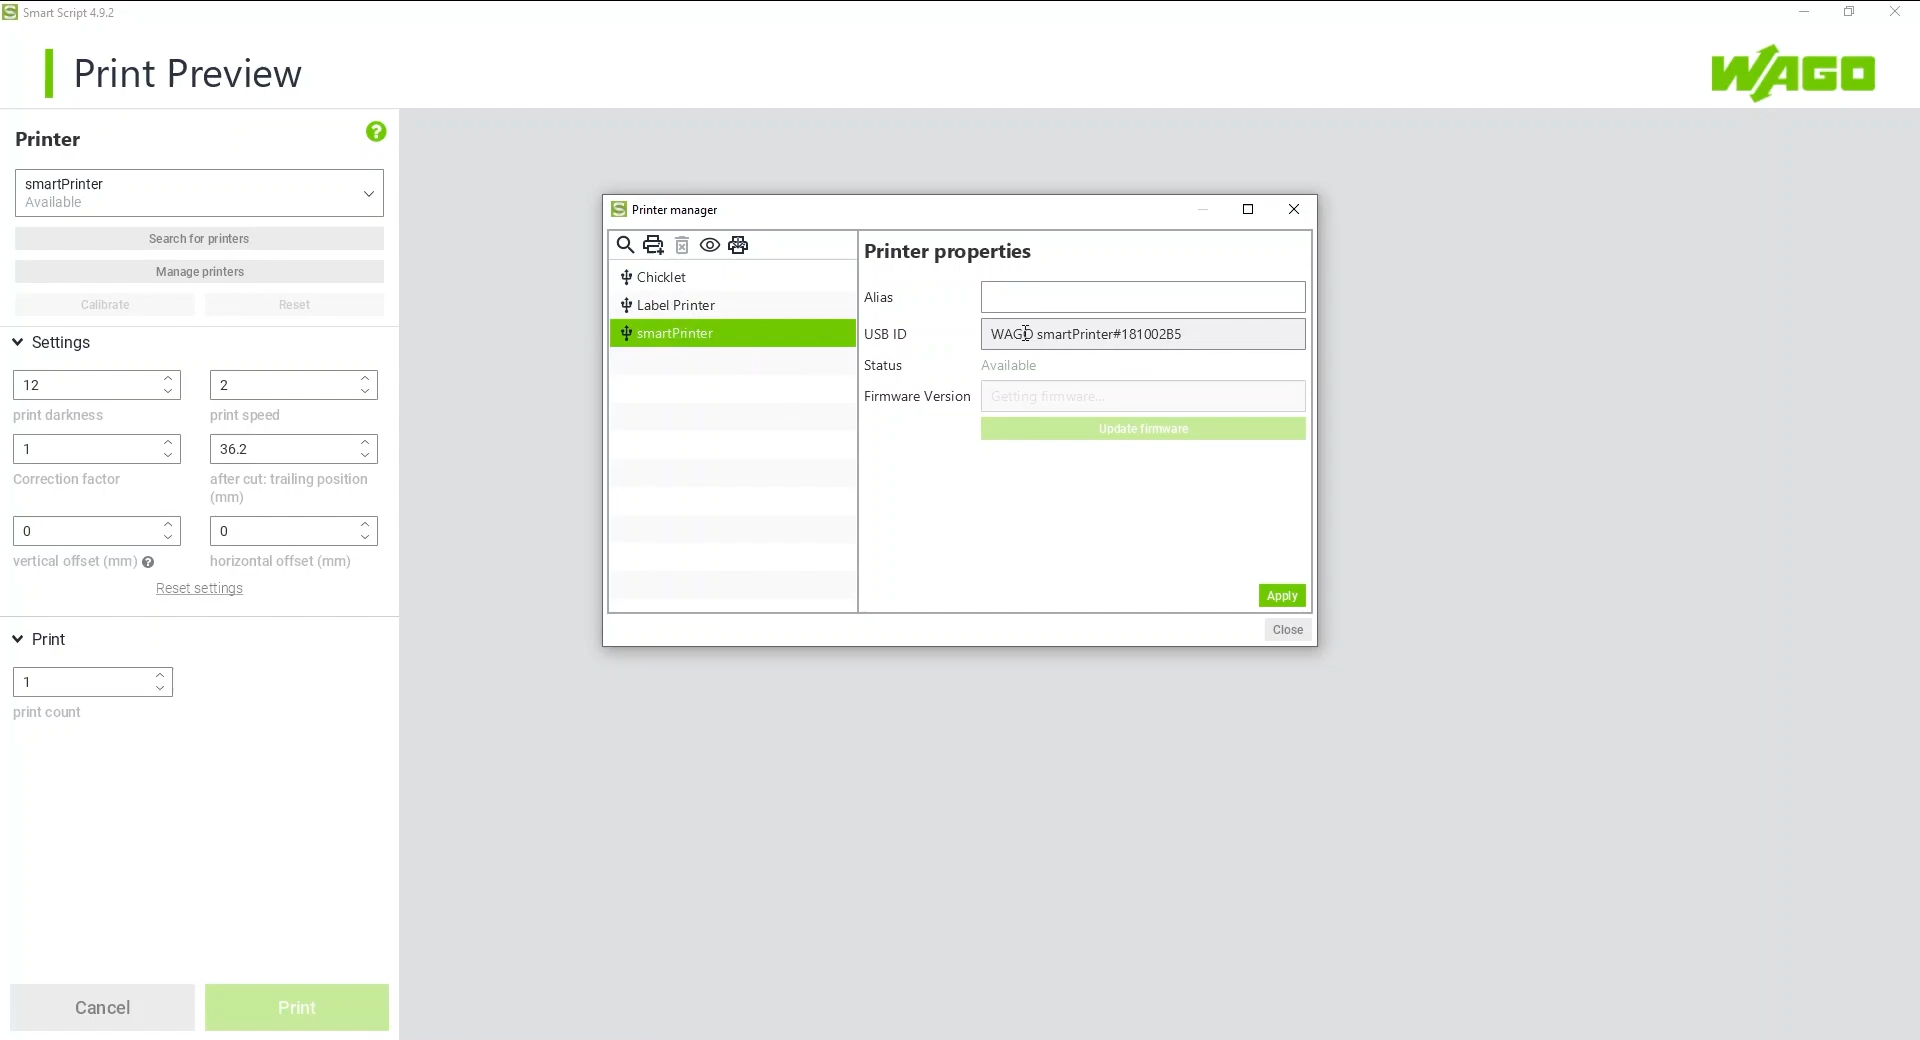 Smart Script 4.9.2
Print Preview
WAGO
Printer
smartPrinter
Available
Search for printers
Manage printers
Calibrate
Reset
Settings
12
2
print darkness
print speed
1
36.2
Correction factor
after cut: trailing position
(mm)
0
0
vertical offset (mm)
horizontal offset (mm)
Reset settings
Print
1
print count
Cancel
Print
Printer manager
Chicklet
Label Printer
smartPrinter
Printer properties
Alias
USB ID
WAGO smartPrinter#181002B5
Status
Available
Firmware Version
Getting firmware...
Update firmware
Apply
Close